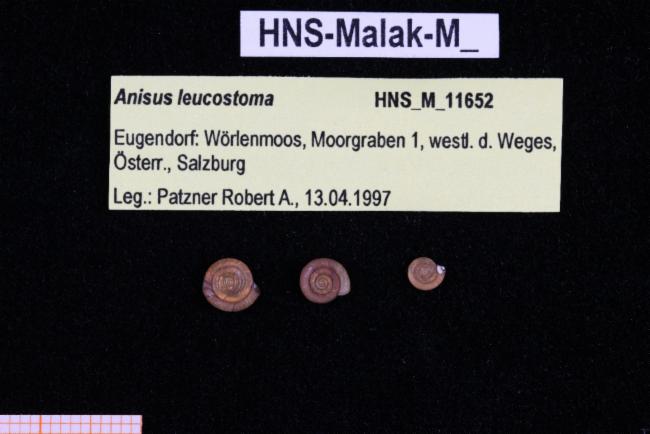 HNS-Malak-M_
Anisus leucostoma HNS_M_11652
Eugendorf: Wörlenmoos, Moorgraben 1, westl. d. Weges,
Österr., Salzburg
Leg.: Patzner Robert A., 13.04.1997